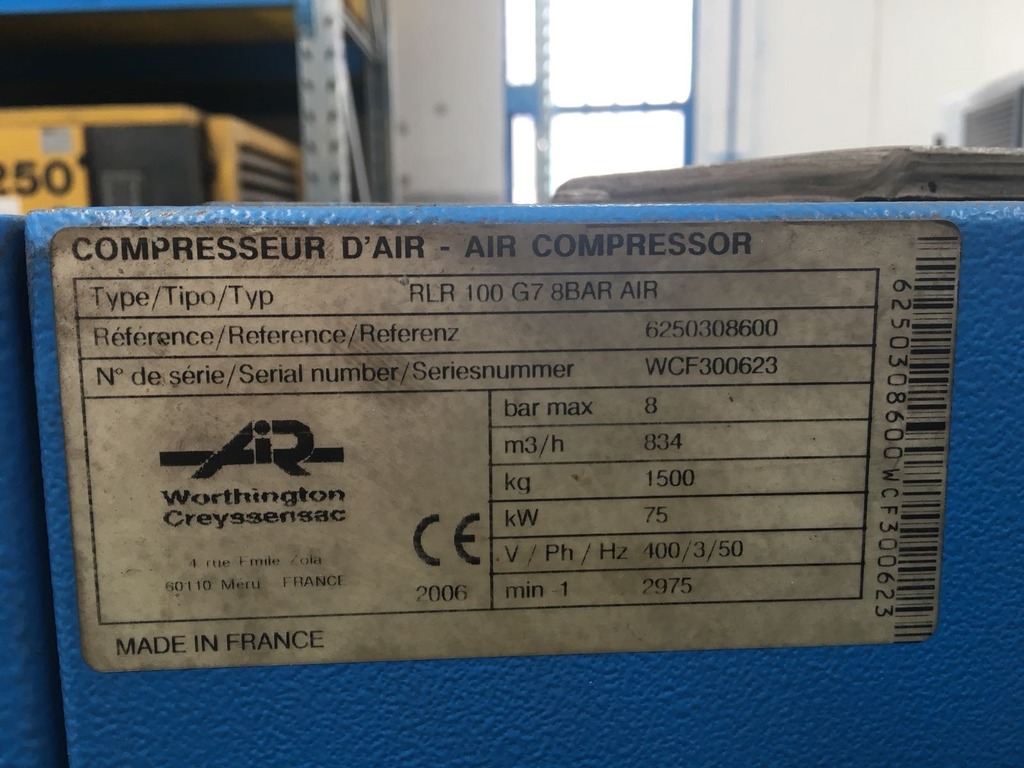 250
COMPRESSEUR D'AIR - AIR COMPRESSOR
Type/Tipo/Typ RLR 100 G7 8BAR AIR
Référence/Reference/Referenz 6250308600
N° de série/Serial number/Seriesnummer WCF300623
AiR
Worthington
Creyssensac
4 rue Emile Zola
60110 Meru FRANCE
CE
2006
bar max 8
m3/h 834
kg 1500
kW 75
V / Ph / Hz 400/3/50
min -1 2975
MADE IN FRANCE
6250308600WCF300623